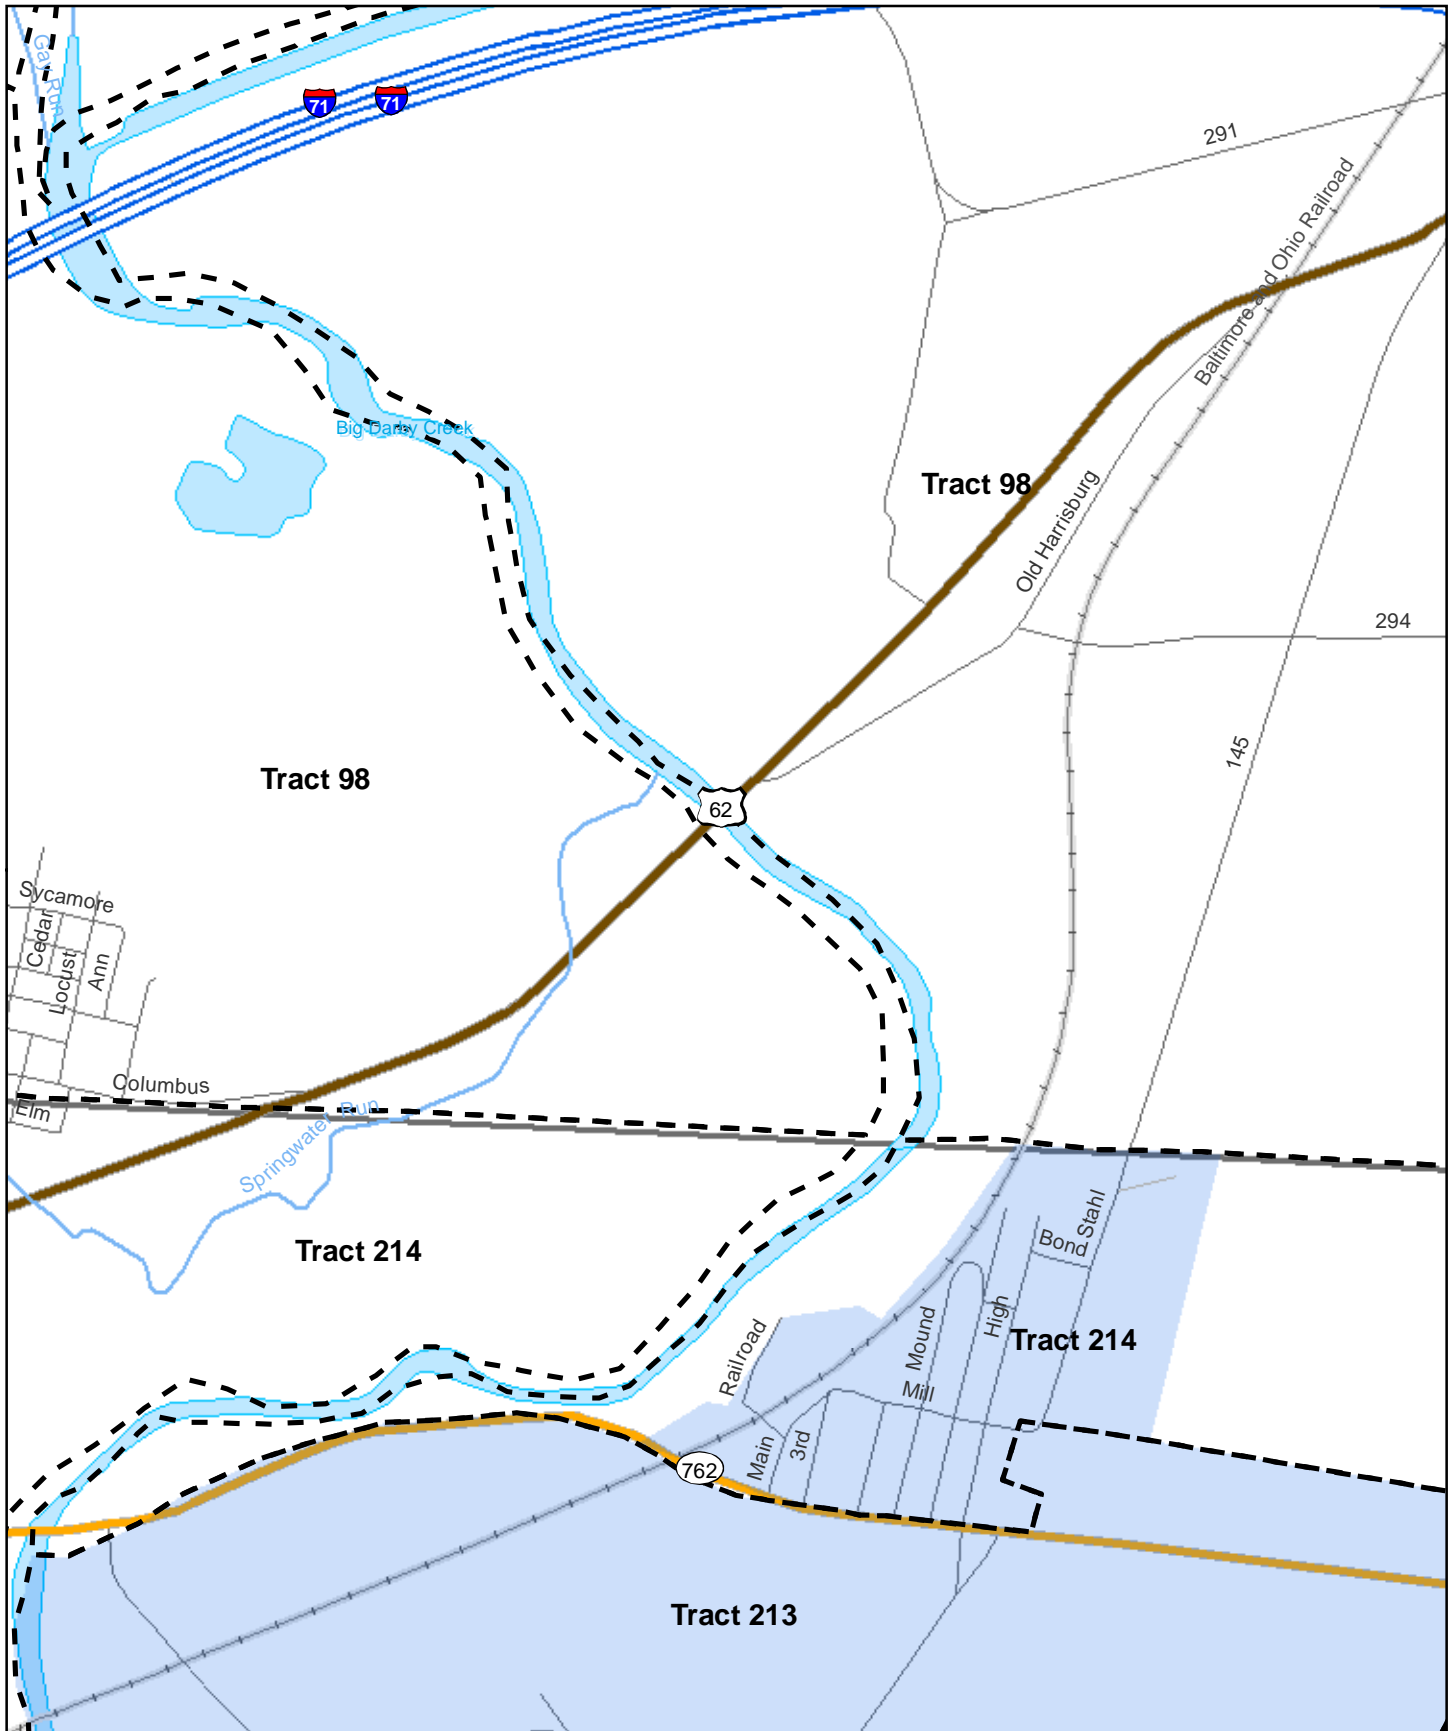 Gay Run
71
71
291
Baltimore and Ohio Railroad
Big Darby Creek
Tract 98
Old Harrisburg
294
145
Tract 98
62
Sycamore
Cedar
Locust
Ann
Columbus
Elm
Springwater Run
Stahl
Bond
Tract 214
High
Mound
Tract 214
Railroad
Mill
Main
3rd
762
Tract 213